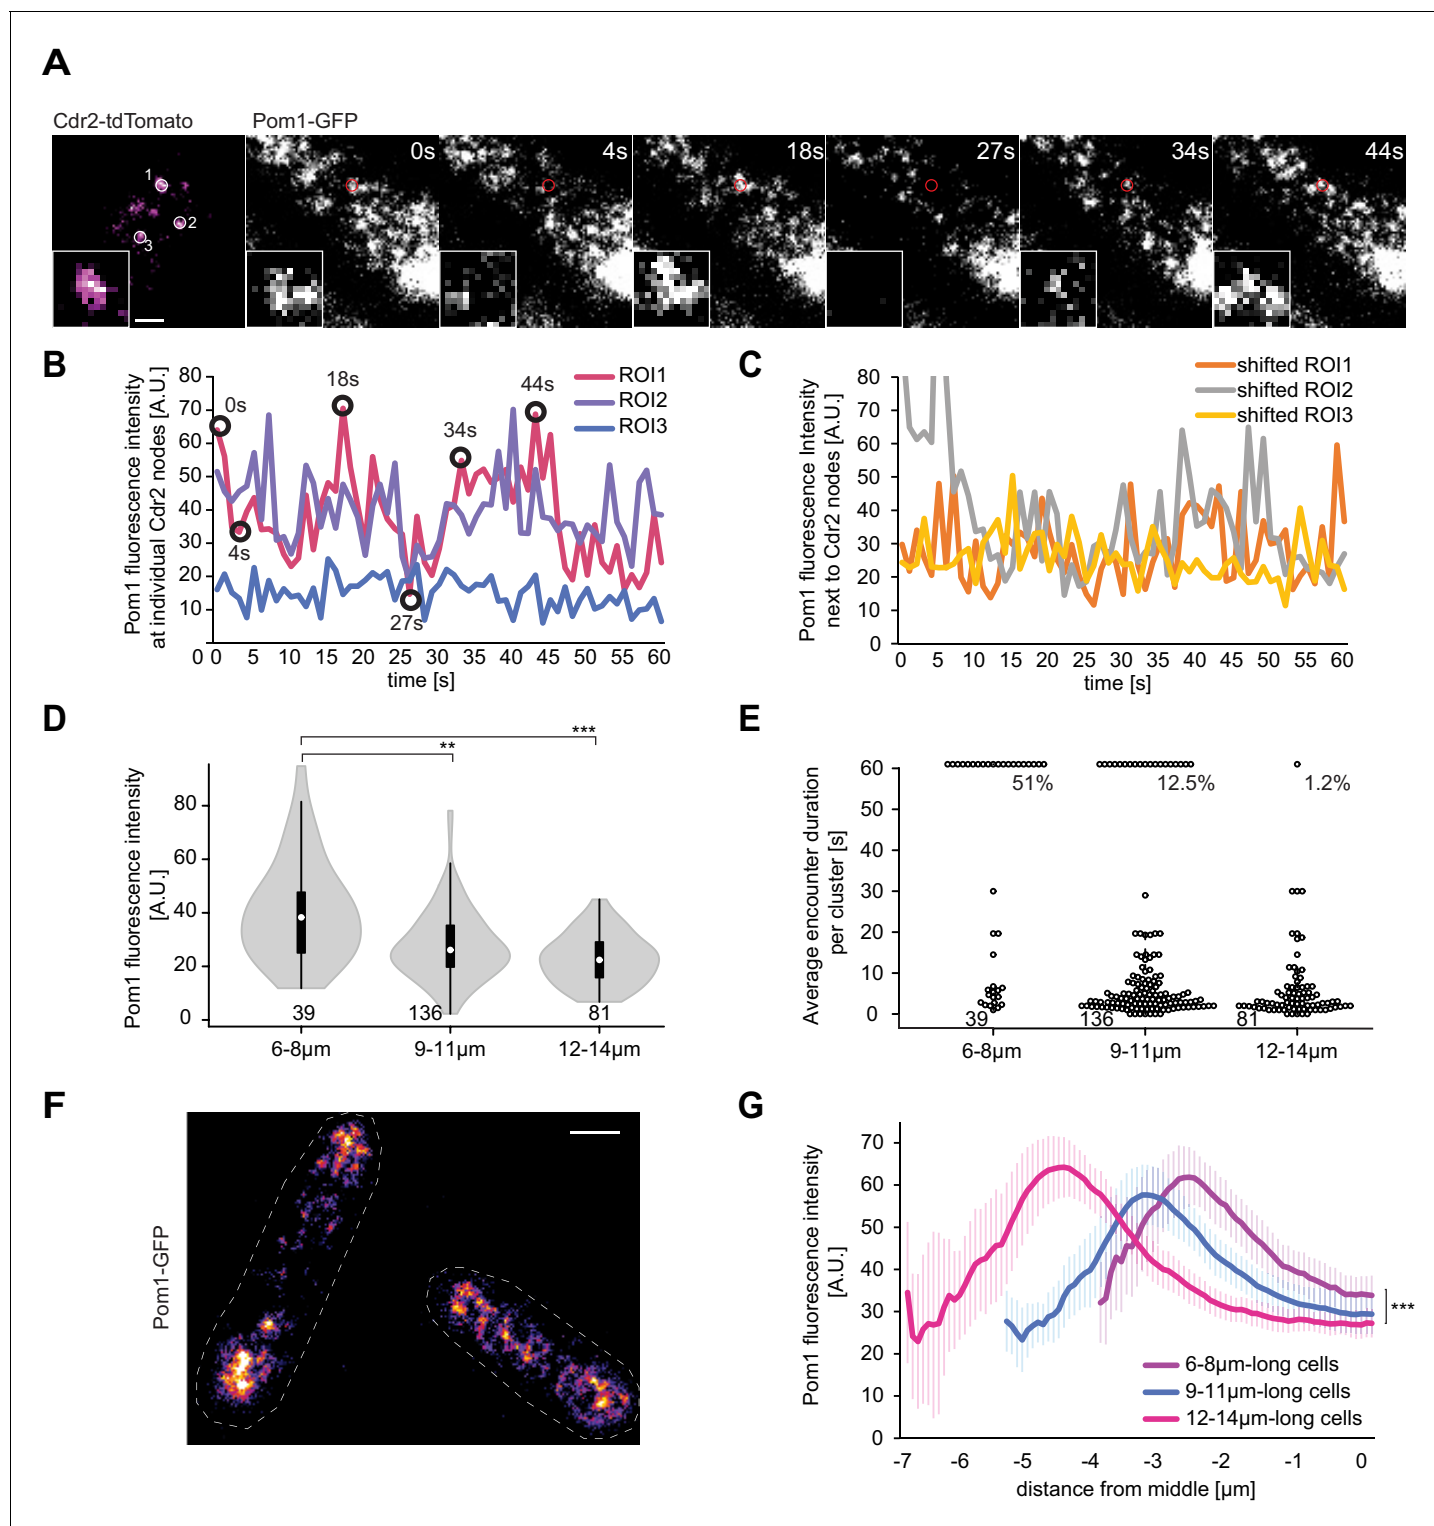 A
Cdr2-tdTomato
Pom1-GFP
1
2
3
0s
4s
18s
27s
34s
44s
B
Pom1 fluorescence intensity
at individual Cdr2 nodes [A.U.]
80
70
60
50
40
30
20
10
0
0 5 10 15 20 25 30 35 40 45 50 55 60
time [s]
0s
4s
18s
27s
34s
44s
ROI1
ROI2
ROI3
C
Pom1 fluorescence Intensity
next to Cdr2 nodes [A.U.]
80
70
60
50
40
30
20
10
0
0 5 10 15 20 25 30 35 40 45 50 55 60
time [s]
shifted ROI1
shifted ROI2
shifted ROI3
D
Pom1 fluorescence intensity
[A.U.]
80
60
40
20
0
***
**
39
136
81
6-8µm
9-11µm
12-14µm
E
Average encounter duration
per cluster [s]
60
50
40
30
20
10
0
51%
12.5%
1.2%
39
136
81
6-8µm
9-11µm
12-14µm
F
Pom1-GFP
G
Pom1 fluorescence intensity
[A.U.]
70
60
50
40
30
20
10
0
-7 -6 -5 -4 -3 -2 -1 0
distance from middle [µm]
***
6-8µm-long cells
9-11µm-long cells
12-14µm-long cells